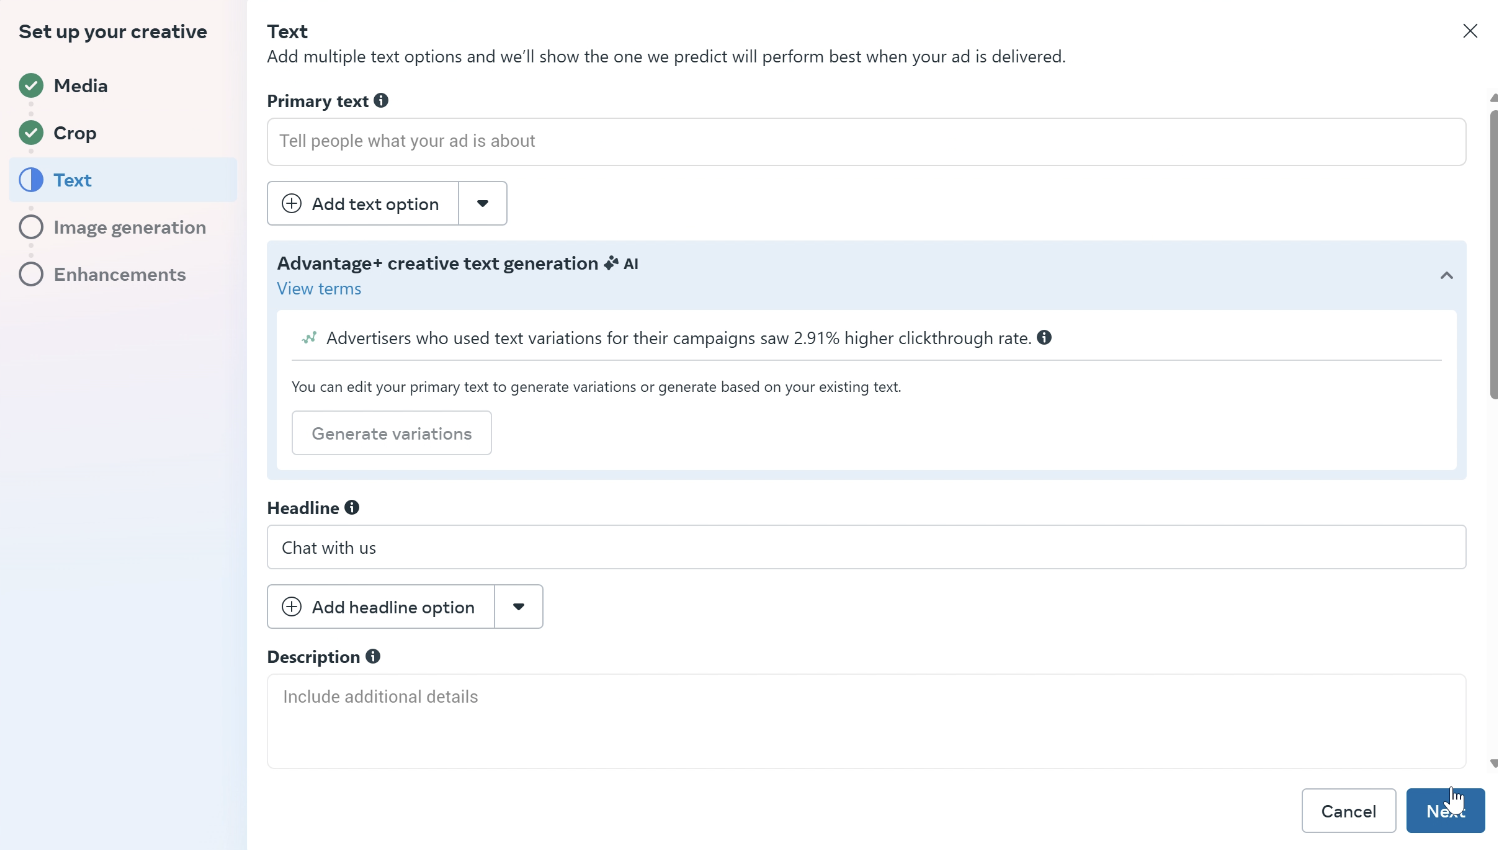 Set up your creative
Media
Crop
Text
Image generation
Enhancements
Text
Add multiple text options and we'll show the one we predict will perform best when your ad is delivered.
Primary text
Tell people what your ad is about
Add text option
Advantage+ creative text generation AI
View terms
Advertisers who used text variations for their campaigns saw 2.91% higher clickthrough rate.
You can edit your primary text to generate variations or generate based on your existing text.
Generate variations
Headline
Chat with us
Add headline option
Description
Include additional details
Cancel
Next